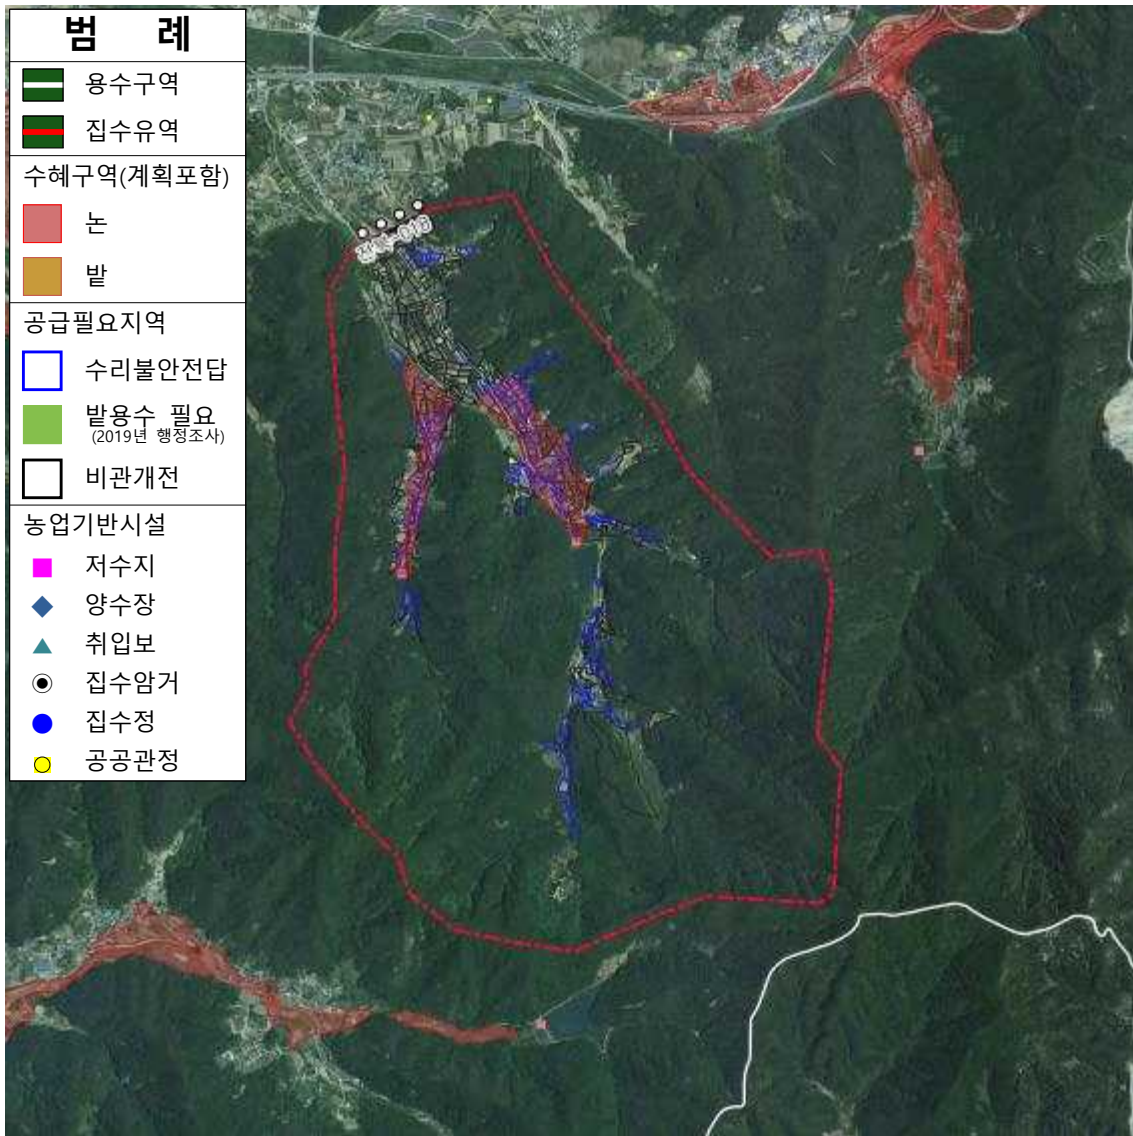 범 례
용수구역
집수유역
수혜구역(계획포함)
논
밭
공급필요지역
수리불안전답
밭용수 필요
(2019년 행정조사)
비관개전
농업기반시설
저수지
양수장
취입보
집수암거
집수정
공공관정